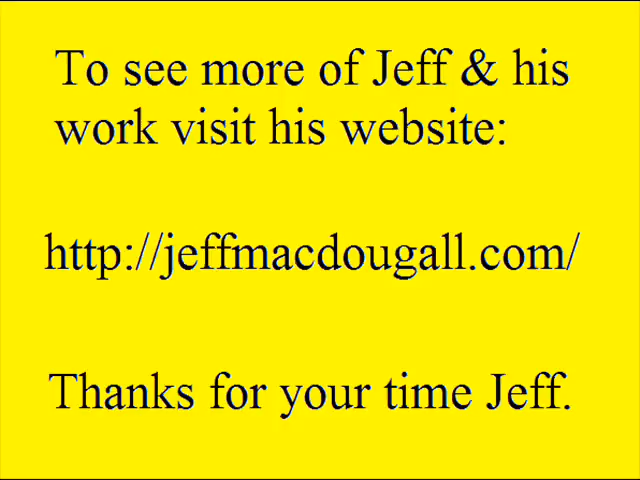 To see more of Jeff & his
work visit his website:
http://jeffmacdougall.com/
Thanks for your time Jeff.